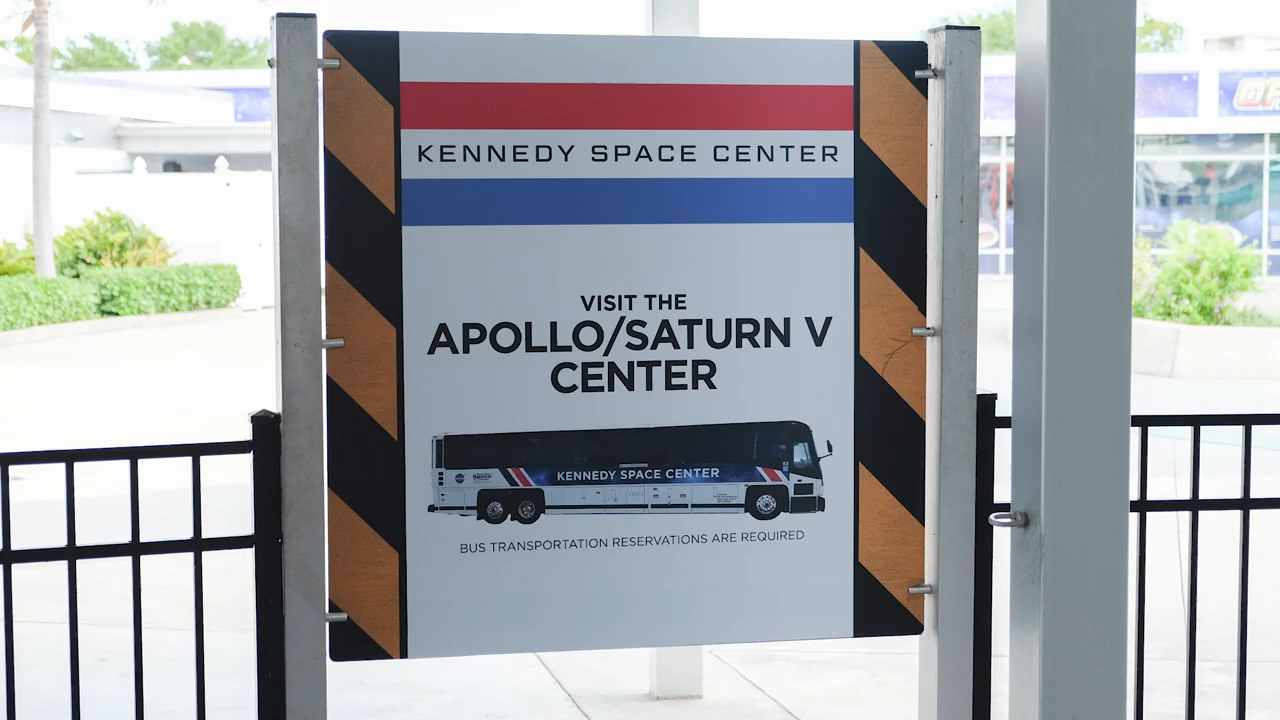 KENNEDY SPACE CENTER
VISIT THE
APOLLO/SATURN V
CENTER
KENNEDY SPACE CENTER
BUS TRANSPORTATION RESERVATIONS ARE REQUIRED